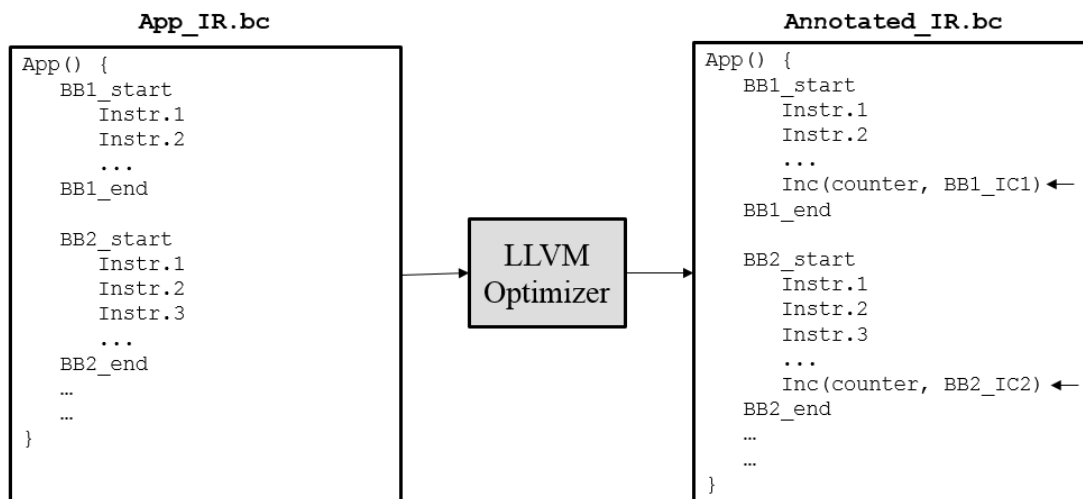 App_IR.bc
App() {
BB1_start
Instr.1
Instr.2
...
BB1_end
BB2_start
Instr.1
Instr.2
Instr.3
...
BB2_end
…
…
}
LLVM
Optimizer
Annotated_IR.bc
App() {
BB1_start
Instr.1
Instr.2
...
Inc(counter, BB1_IC1)
BB1_end
BB2_start
Instr.1
Instr.2
Instr.3
...
Inc(counter, BB2_IC2)
BB2_end
…
…
}